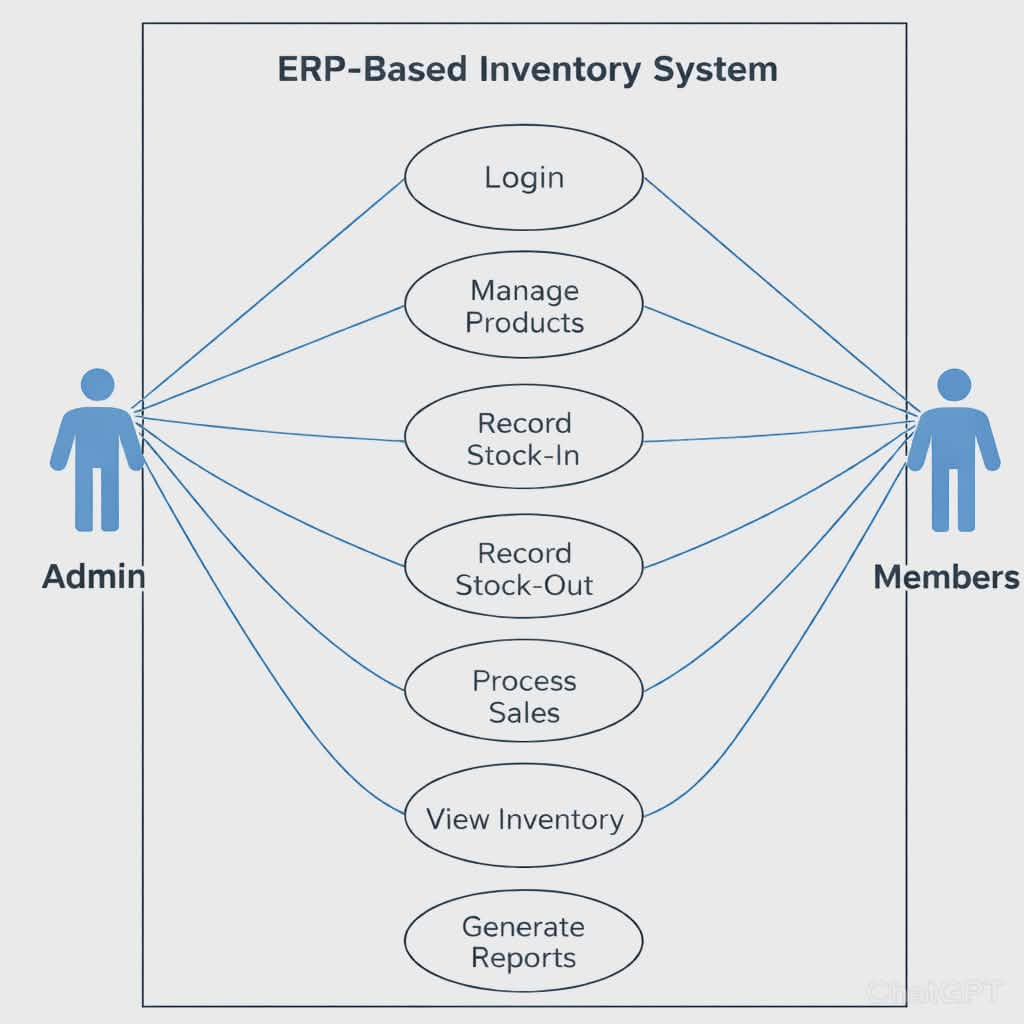 ERP-Based Inventory System
Login
Manage
Products
Record
Stock-In
Record
Stock-Out
Admin
Members
Process
Sales
View Inventory
Generate
Reports
ChatGPT